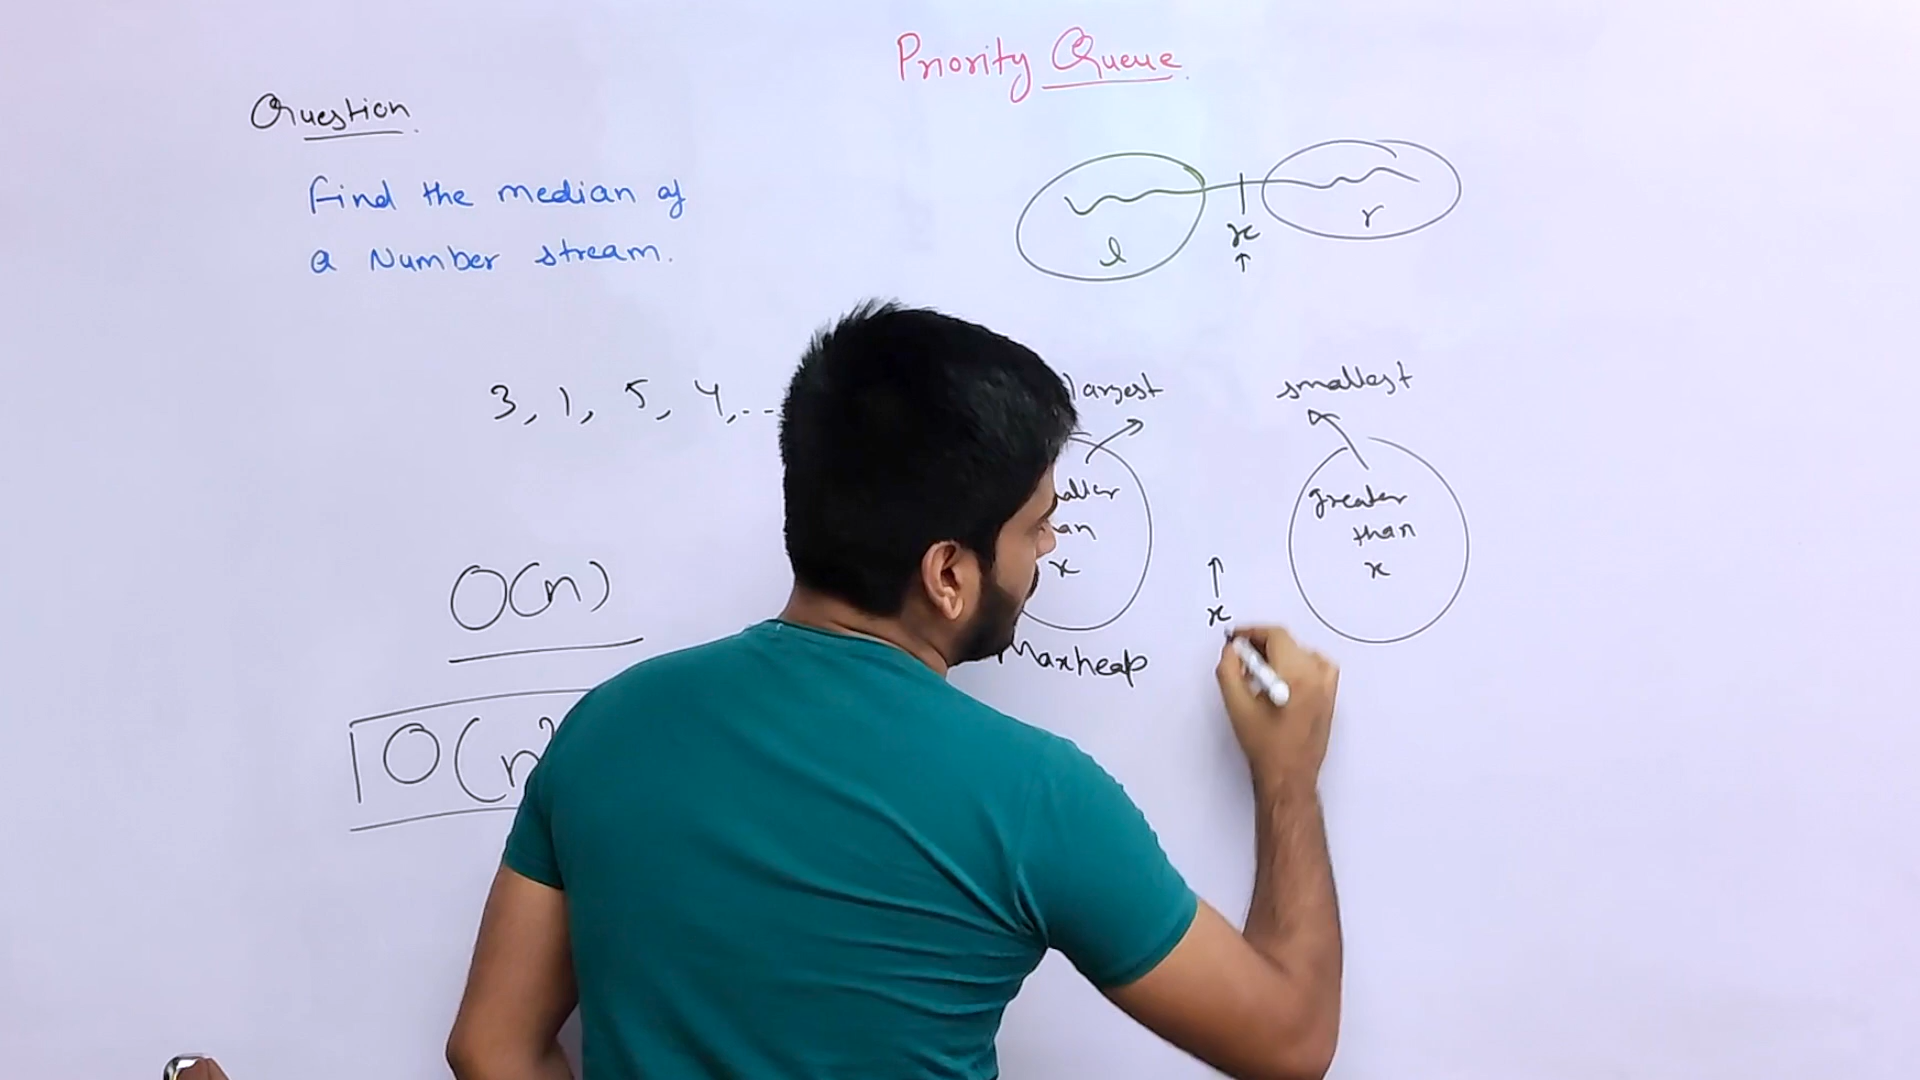 Priority Queue
Question
Find the median of
a Number stream.
l
x
r
3, 1, 5, 4, ...
largest
smallest
greater
than
x
x
x
O(n)
Maxheap